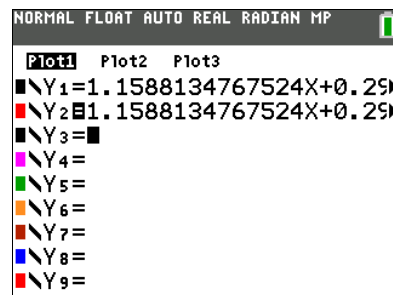 NORMAL FLOAT AUTO REAL RADIAN MP
Plot1 Plot2 Plot3
\Y1=1.1588134767524X+0.29
\Y2=1.1588134767524X+0.29
\Y3=
\Y4=
\Y5=
\Y6=
\Y7=
\Y8=
\Y9=